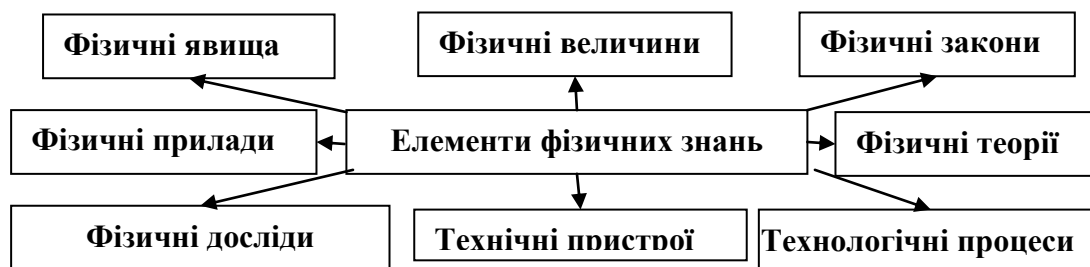 Фізичні явища
Фізичні величини
Фізичні закони
Фізичні прилади
Елементи фізичних знань
Фізичні теорії
Фізичні досліди
Технічні пристрої
Технологічні процеси